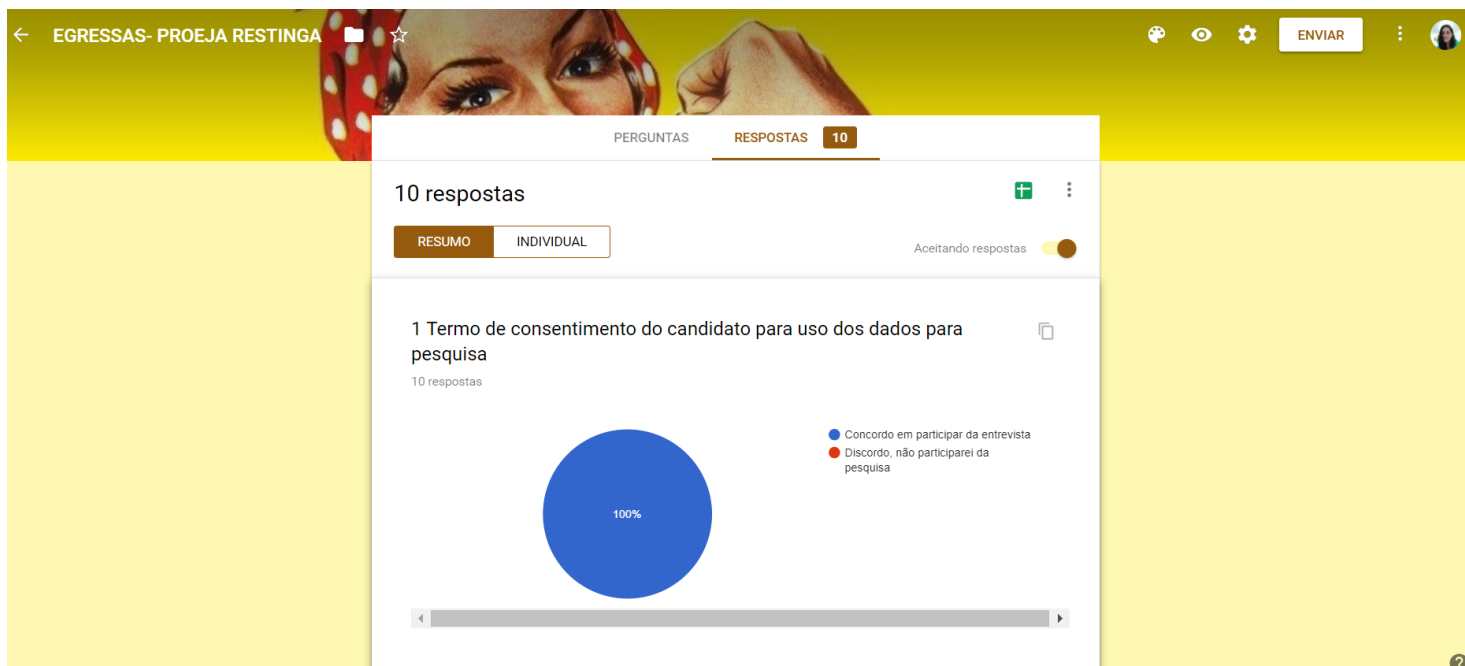 EGRESSAS- PROEJA RESTINGA
ENVIAR
PERGUNTAS
RESPOSTAS 10
10 respostas
RESUMO
INDIVIDUAL
Aceitando respostas
1 Termo de consentimento do candidato para uso dos dados para
pesquisa
10 respostas
Concordo em participar da entrevista
Discordo, não participarei da
pesquisa
100%
?